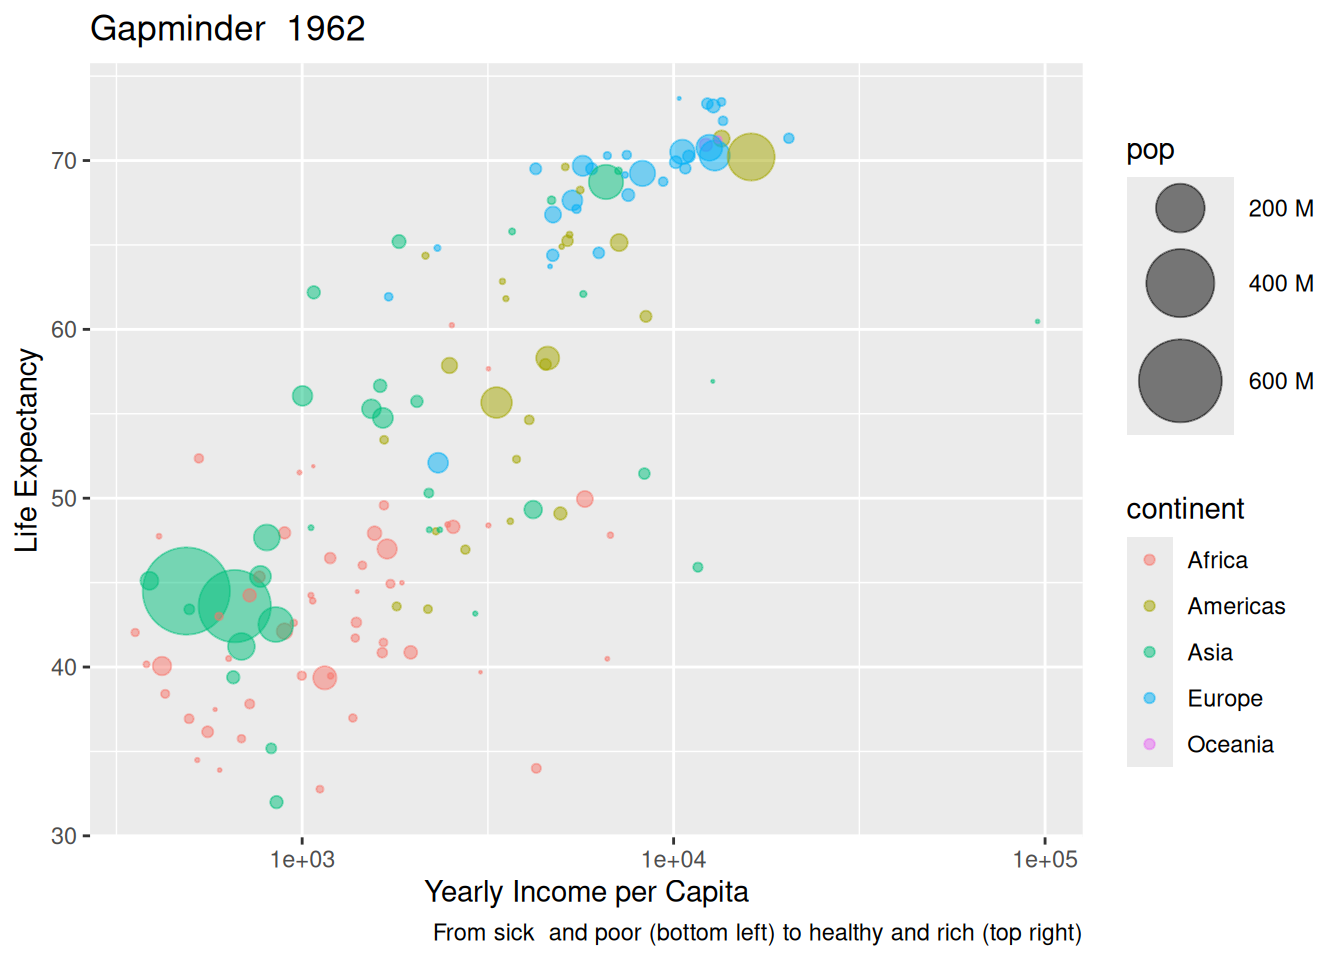 Gapminder  1962
70
60
50
40
30
Life Expectancy
1e+03
1e+04
1e+05
Yearly Income per Capita
From sick  and poor (bottom left) to healthy and rich (top right)
pop
200 M
400 M
600 M
continent
Africa
Americas
Asia
Europe
Oceania